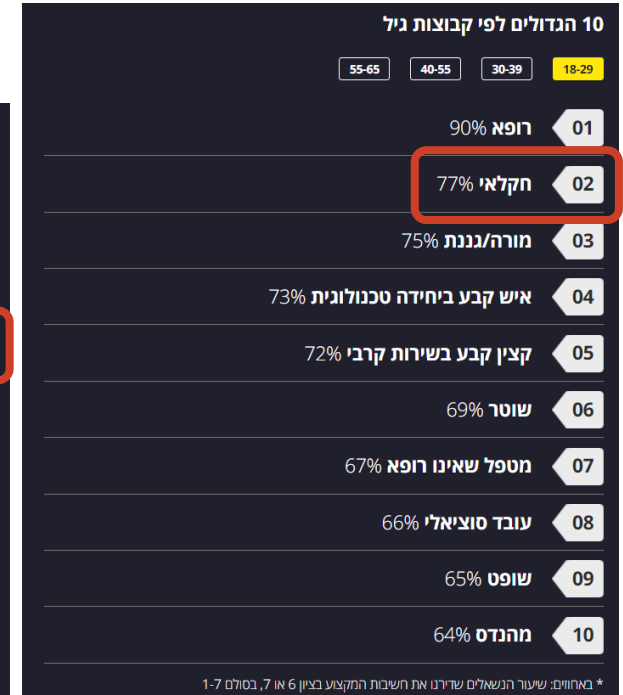 10 הגדולים לפי קבוצות גיל
18-29 30-39 40-55 55-65
01 רופא 90%
02 חקלאי 77%
03 מורה/גננת 75%
04 איש קבע ביחידה טכנולוגית 73%
05 קצין קבע בשירות קרבי 72%
06 שוטר 69%
07 מטפל שאינו רופא 67%
08 עובד סוציאלי 66%
09 שופט 65%
10 מהנדס 64%
* באחוזים: שיעור הנשאלים שדירנו את חשיבות המקצוע בציון 6 או 7, בסולם 1-7